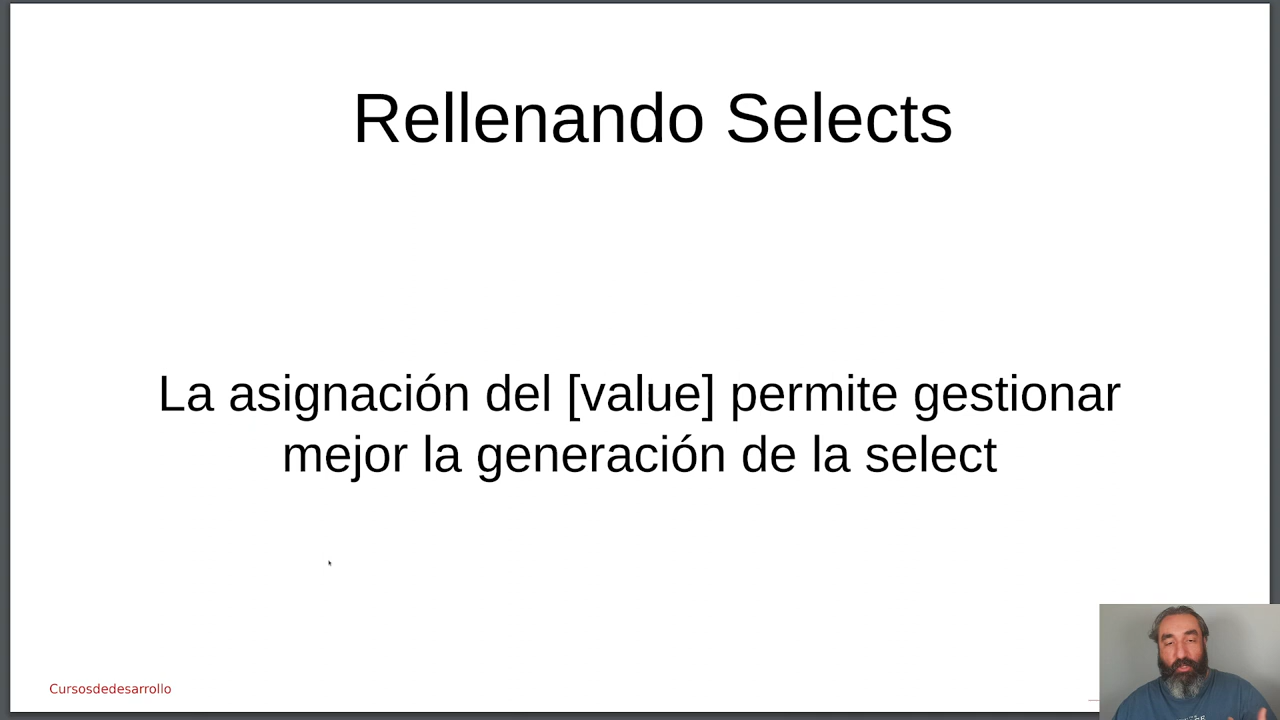 Rellenando Selects
La asignación del [value] permite gestionar
mejor la generación de la select
Cursosdedesarrollo